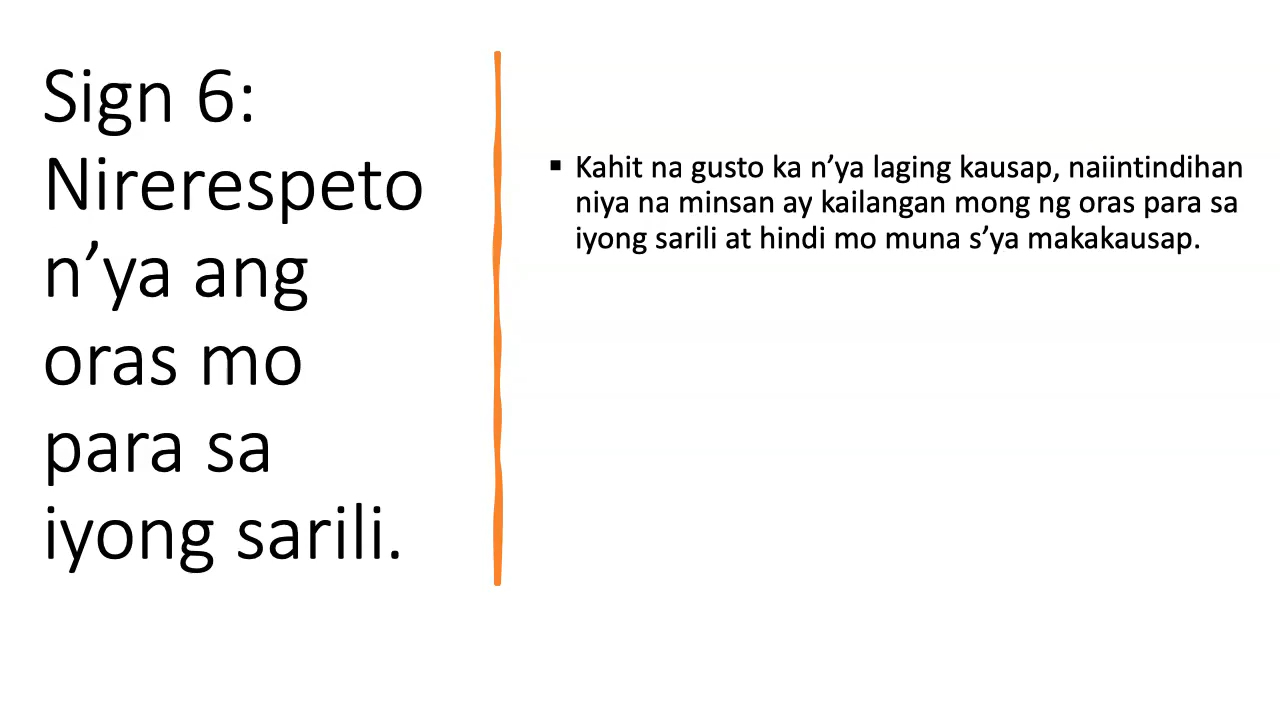 Sign 6:
Nirerespeto
n’ya ang
oras mo
para sa
iyong sarili.
▪ Kahit na gusto ka n’ya laging kausap, naiintindihan
niya na minsan ay kailangan mong ng oras para sa
iyong sarili at hindi mo muna s’ya makakausap.